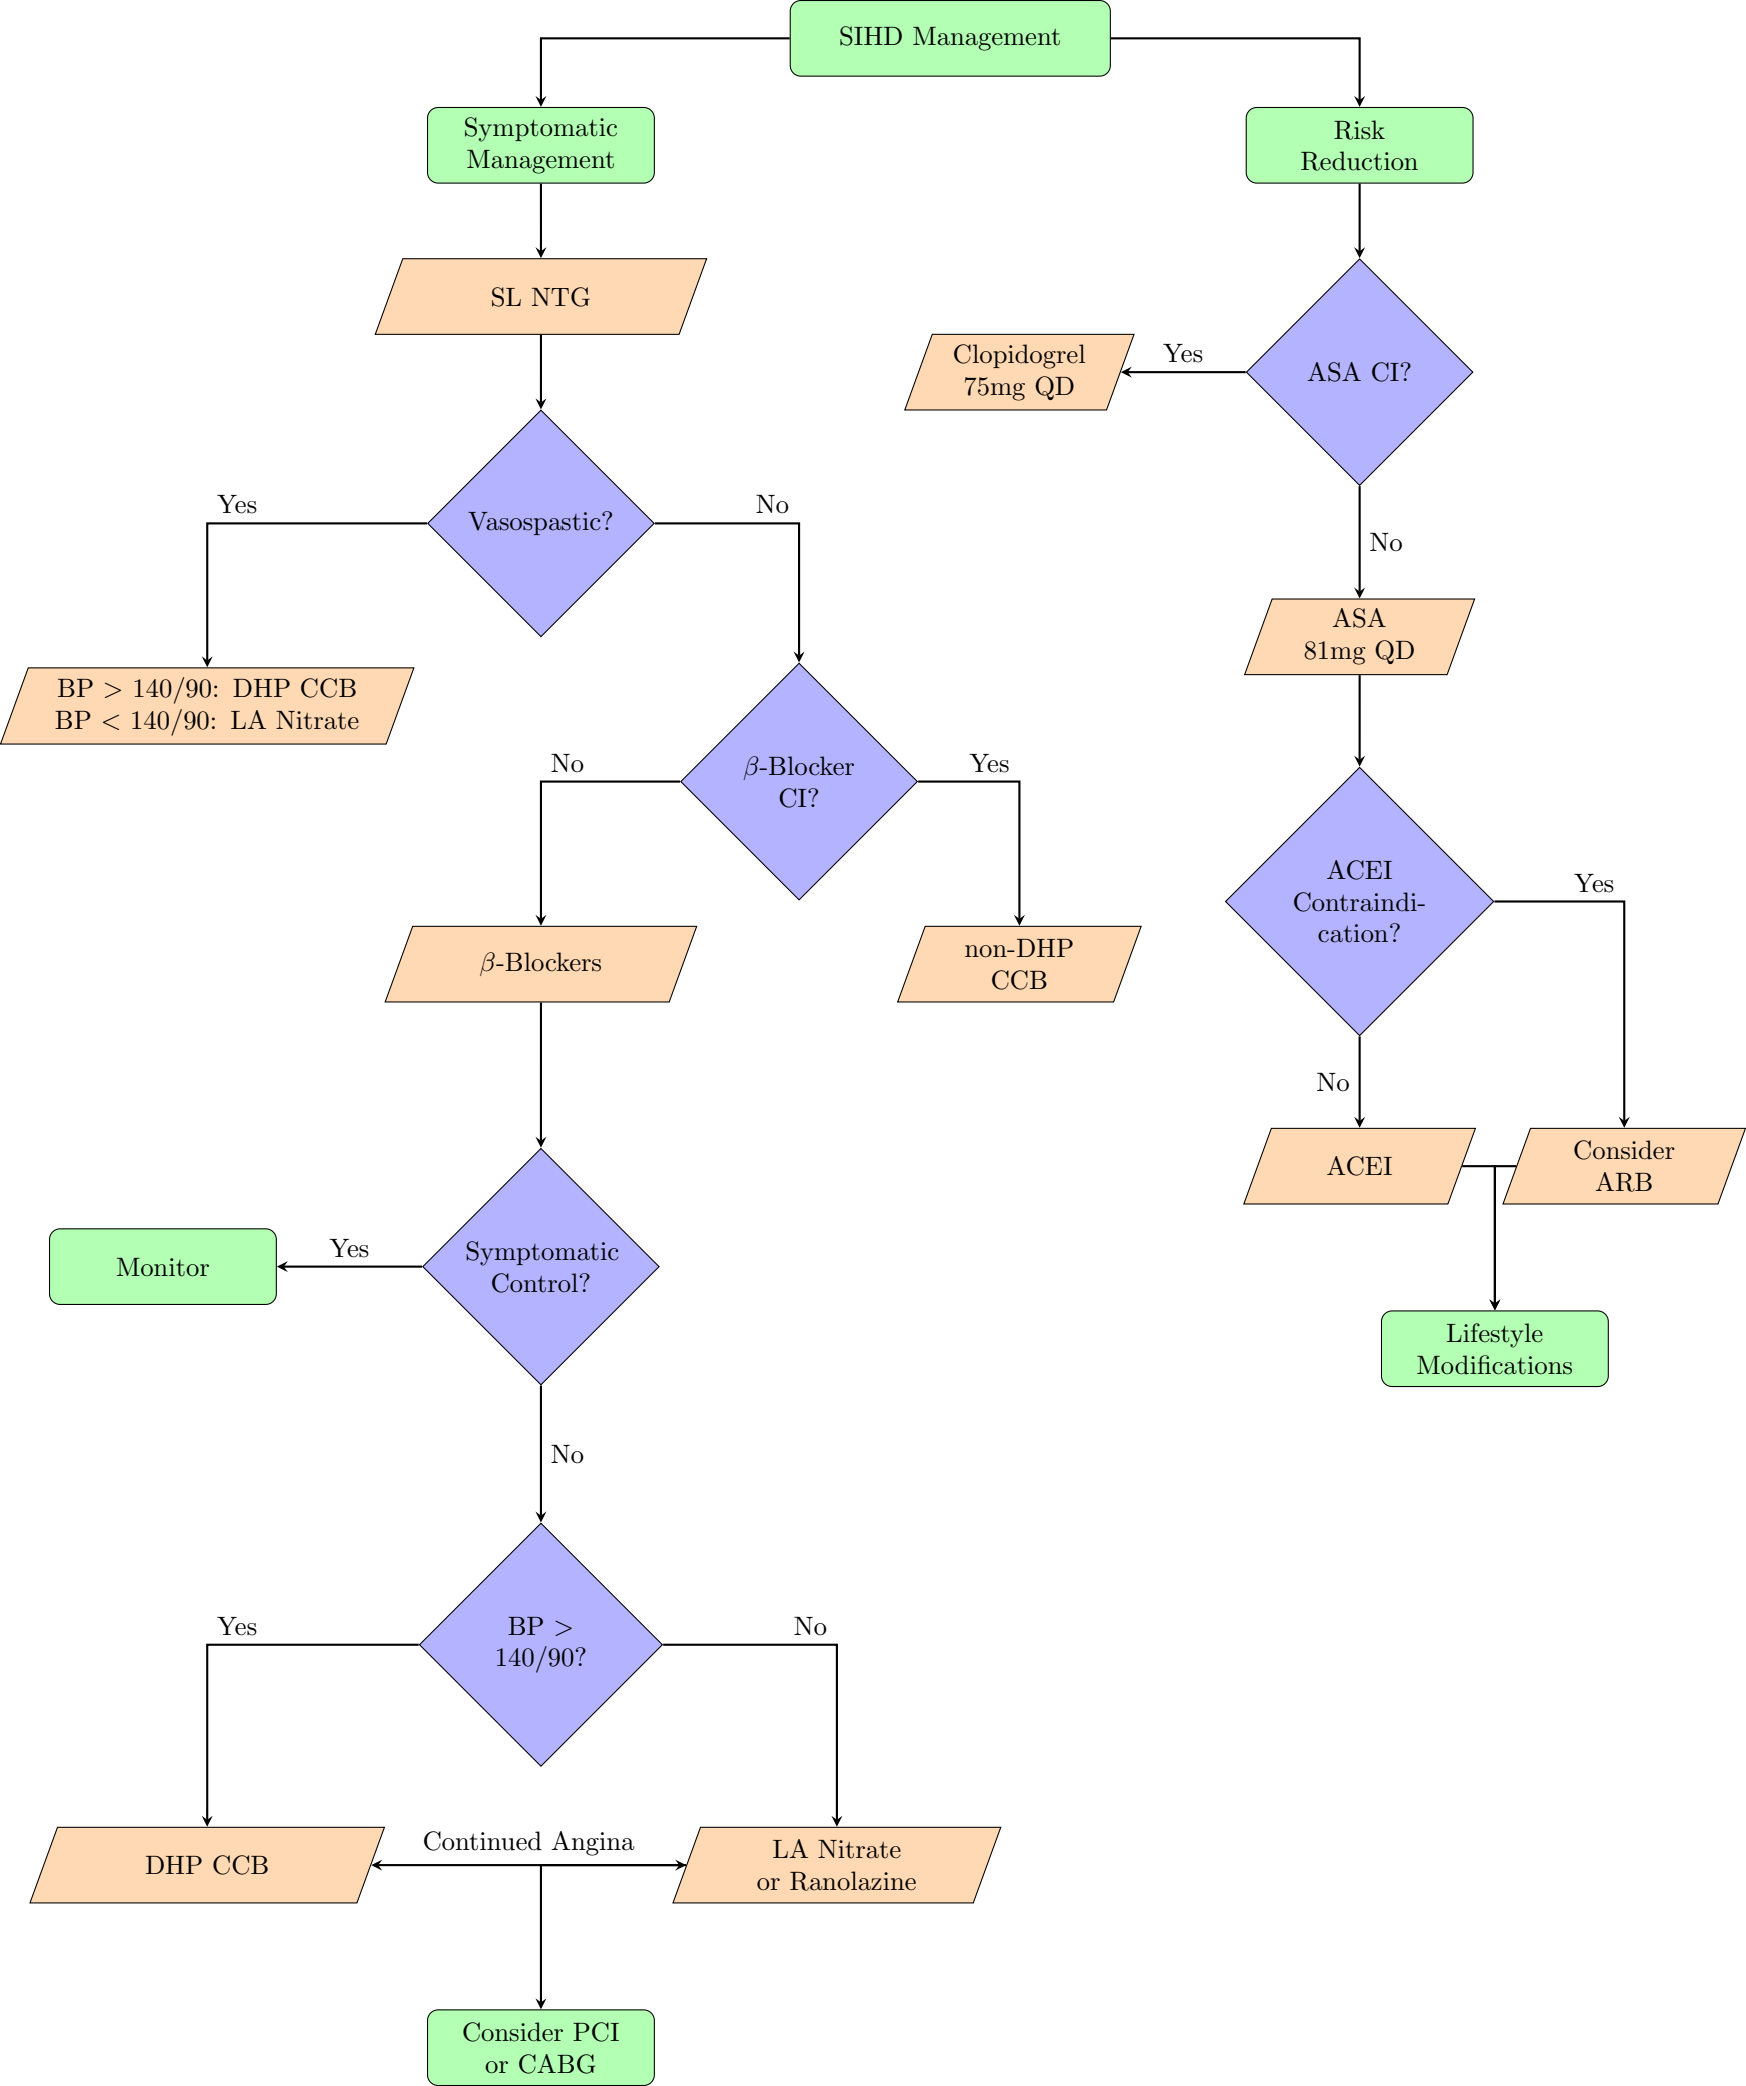 SIHD Management
Symptomatic
Management
Risk
Reduction
SL NTG
Clopidogrel
75mg QD
Yes
ASA CI?
Yes
Vasospastic?
No
No
ASA
81mg QD
BP > 140/90: DHP CCB
BP < 140/90: LA Nitrate
No
β-Blocker
CI?
Yes
ACEI
Contraindi-
cation?
Yes
β-Blockers
non-DHP
CCB
No
ACEI
Consider
ARB
Monitor
Yes
Symptomatic
Control?
Lifestyle
Modifications
No
Yes
BP >
140/90?
No
DHP CCB
Continued Angina
LA Nitrate
or Ranolazine
Consider PCI
or CABG